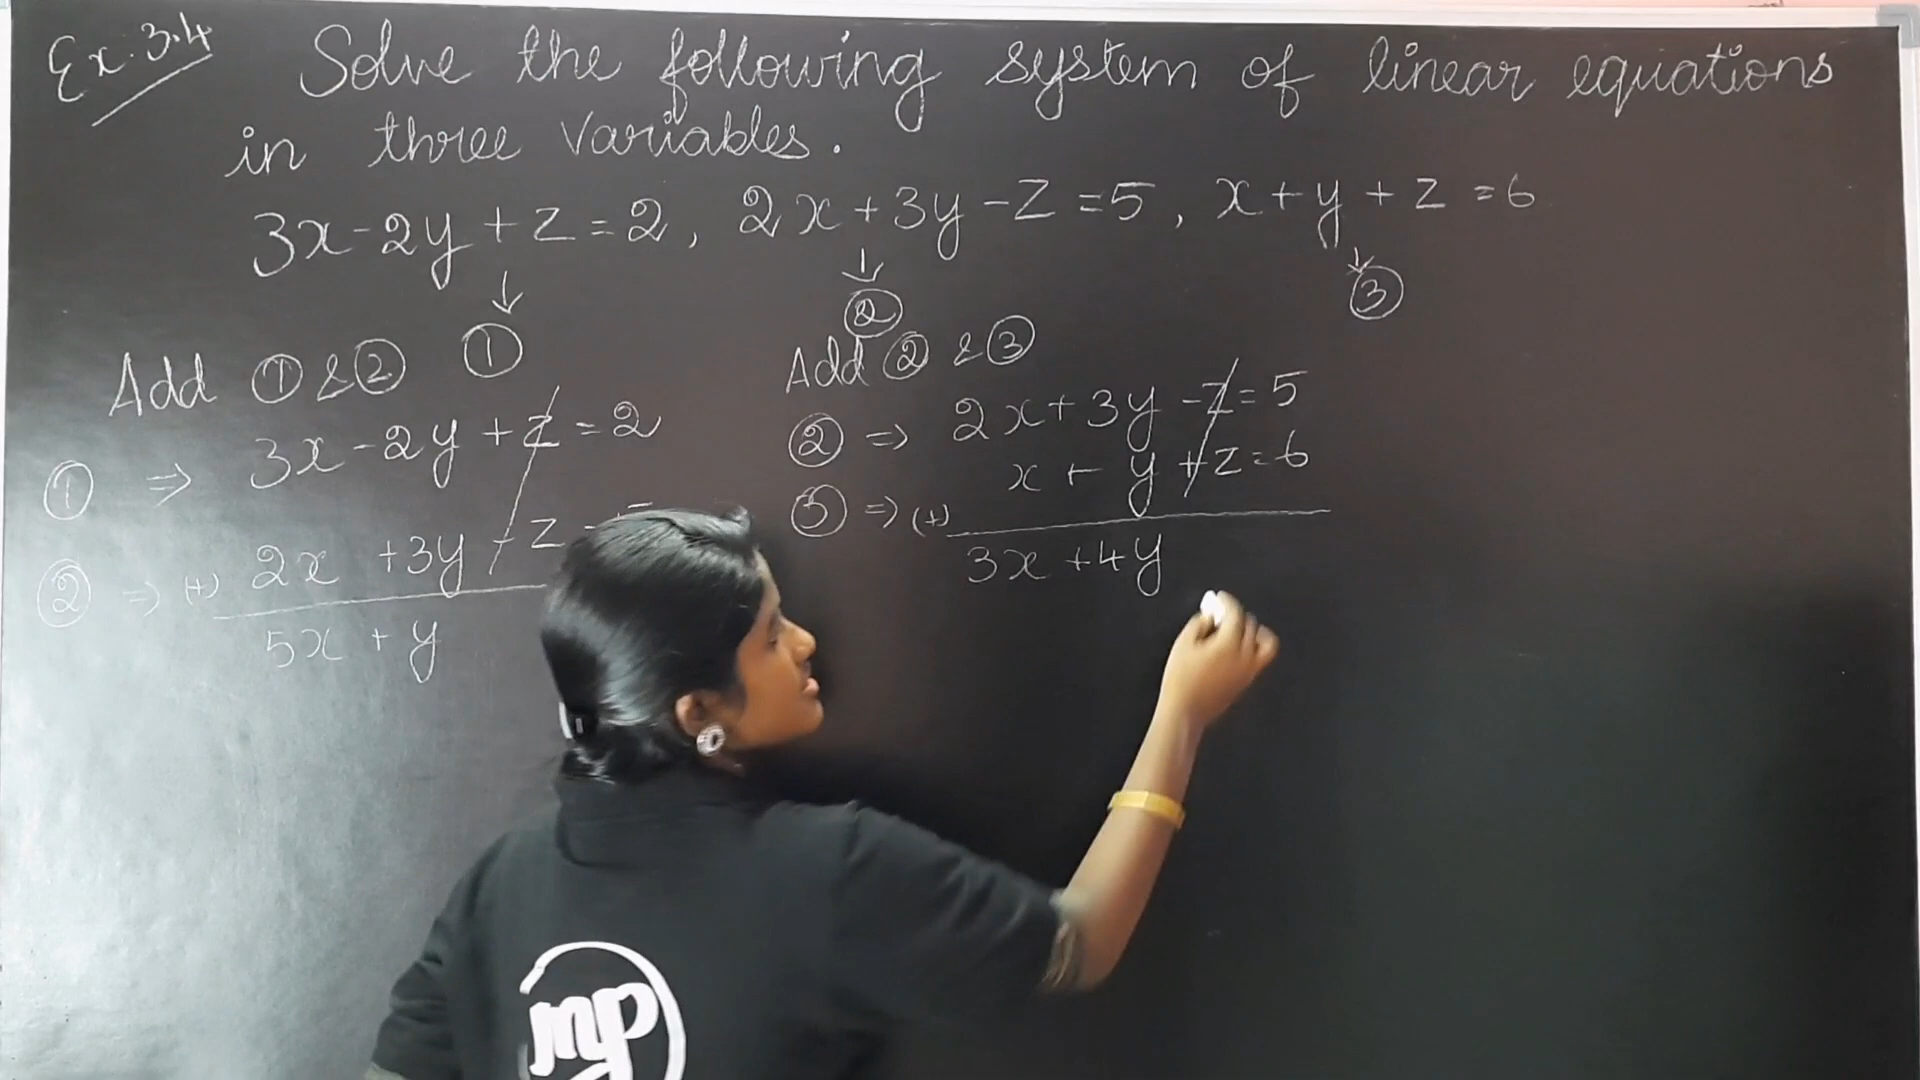 Ex. 3.4 Solve the following system of linear equations
in three variables.
3x - 2y + z = 2, 2x + 3y - z = 5, x + y + z = 6
↓ ↓ ↓
① ② ③
Add ① & ②
① ⇒ 3x - 2y + z = 2
② ⇒ (+) 2x + 3y - z
5x + y
Add ② & ③
② ⇒ 2x + 3y - z = 5
③ ⇒ (+) x + y + z = 6
3x + 4y
mp